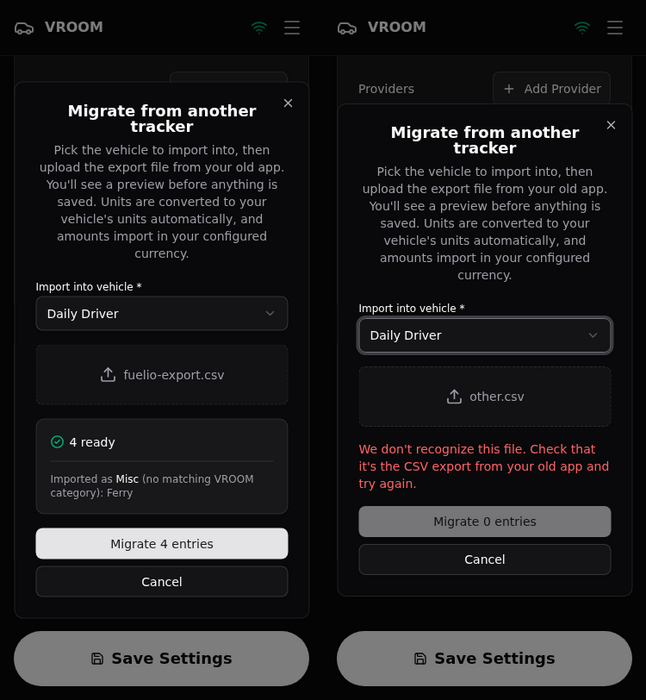 VROOM
Migrate from another
tracker
Pick the vehicle to import into, then
upload the export file from your old app.
You'll see a preview before anything is
saved. Units are converted to your
vehicle's units automatically, and
amounts import in your configured
currency.
Import into vehicle *
Daily Driver
fuelio-export.csv
4 ready
Imported as Misc (no matching VROOM
category): Ferry
Migrate 4 entries
Cancel
Save Settings
VROOM
Providers
Add Provider
Migrate from another
tracker
Pick the vehicle to import into, then
upload the export file from your old app.
You'll see a preview before anything is
saved. Units are converted to your
vehicle's units automatically, and
amounts import in your configured
currency.
Import into vehicle *
Daily Driver
other.csv
We don't recognize this file. Check that
it's the CSV export from your old app and
try again.
Migrate 0 entries
Cancel
Save Settings